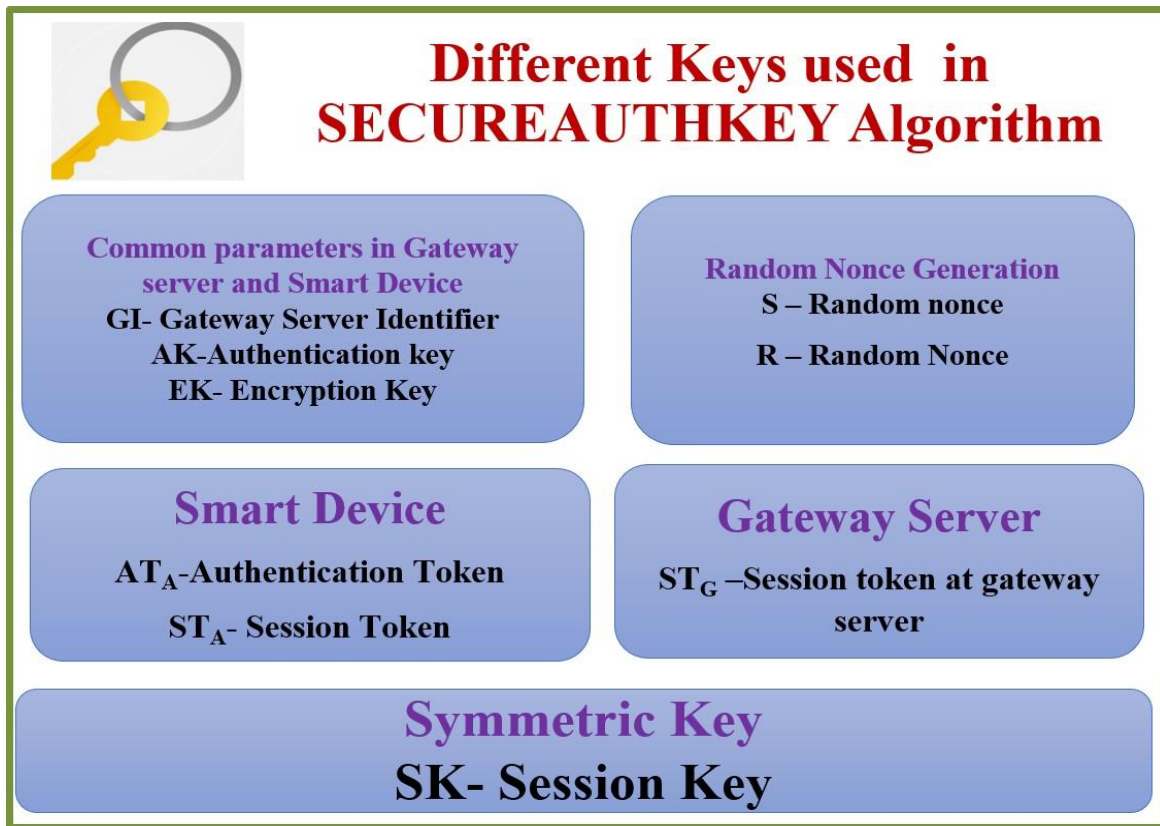 Different Keys used in
SECUREAUTHKEY Algorithm
Common parameters in Gateway
server and Smart Device
GI- Gateway Server Identifier
AK-Authentication key
EK- Encryption Key
Random Nonce Generation
S – Random nonce
R – Random Nonce
Smart Device
ATA-Authentication Token
STA- Session Token
Gateway Server
STG –Session token at gateway
server
Symmetric Key
SK- Session Key